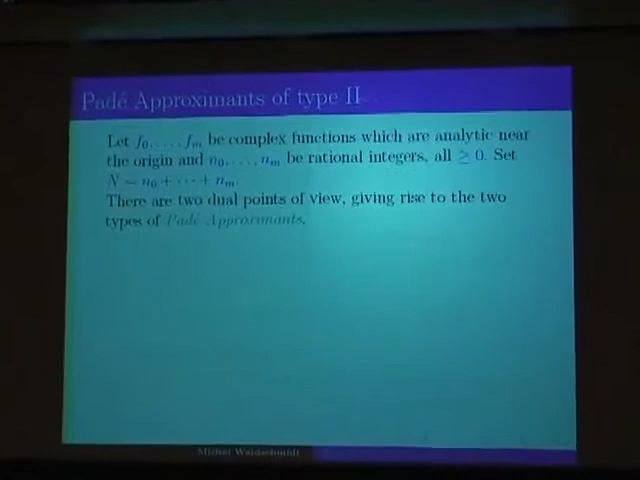 Padé Approximants of type II
Let f₀, . . . , fₘ be complex functions which are analytic near
the origin and n₀, . . . , nₘ be rational integers, all ≥ 0. Set
N = n₀ + · · · + nₘ.
There are two dual points of view, giving rise to the two
types of Padé Approximants.
Michel Waldschmidt